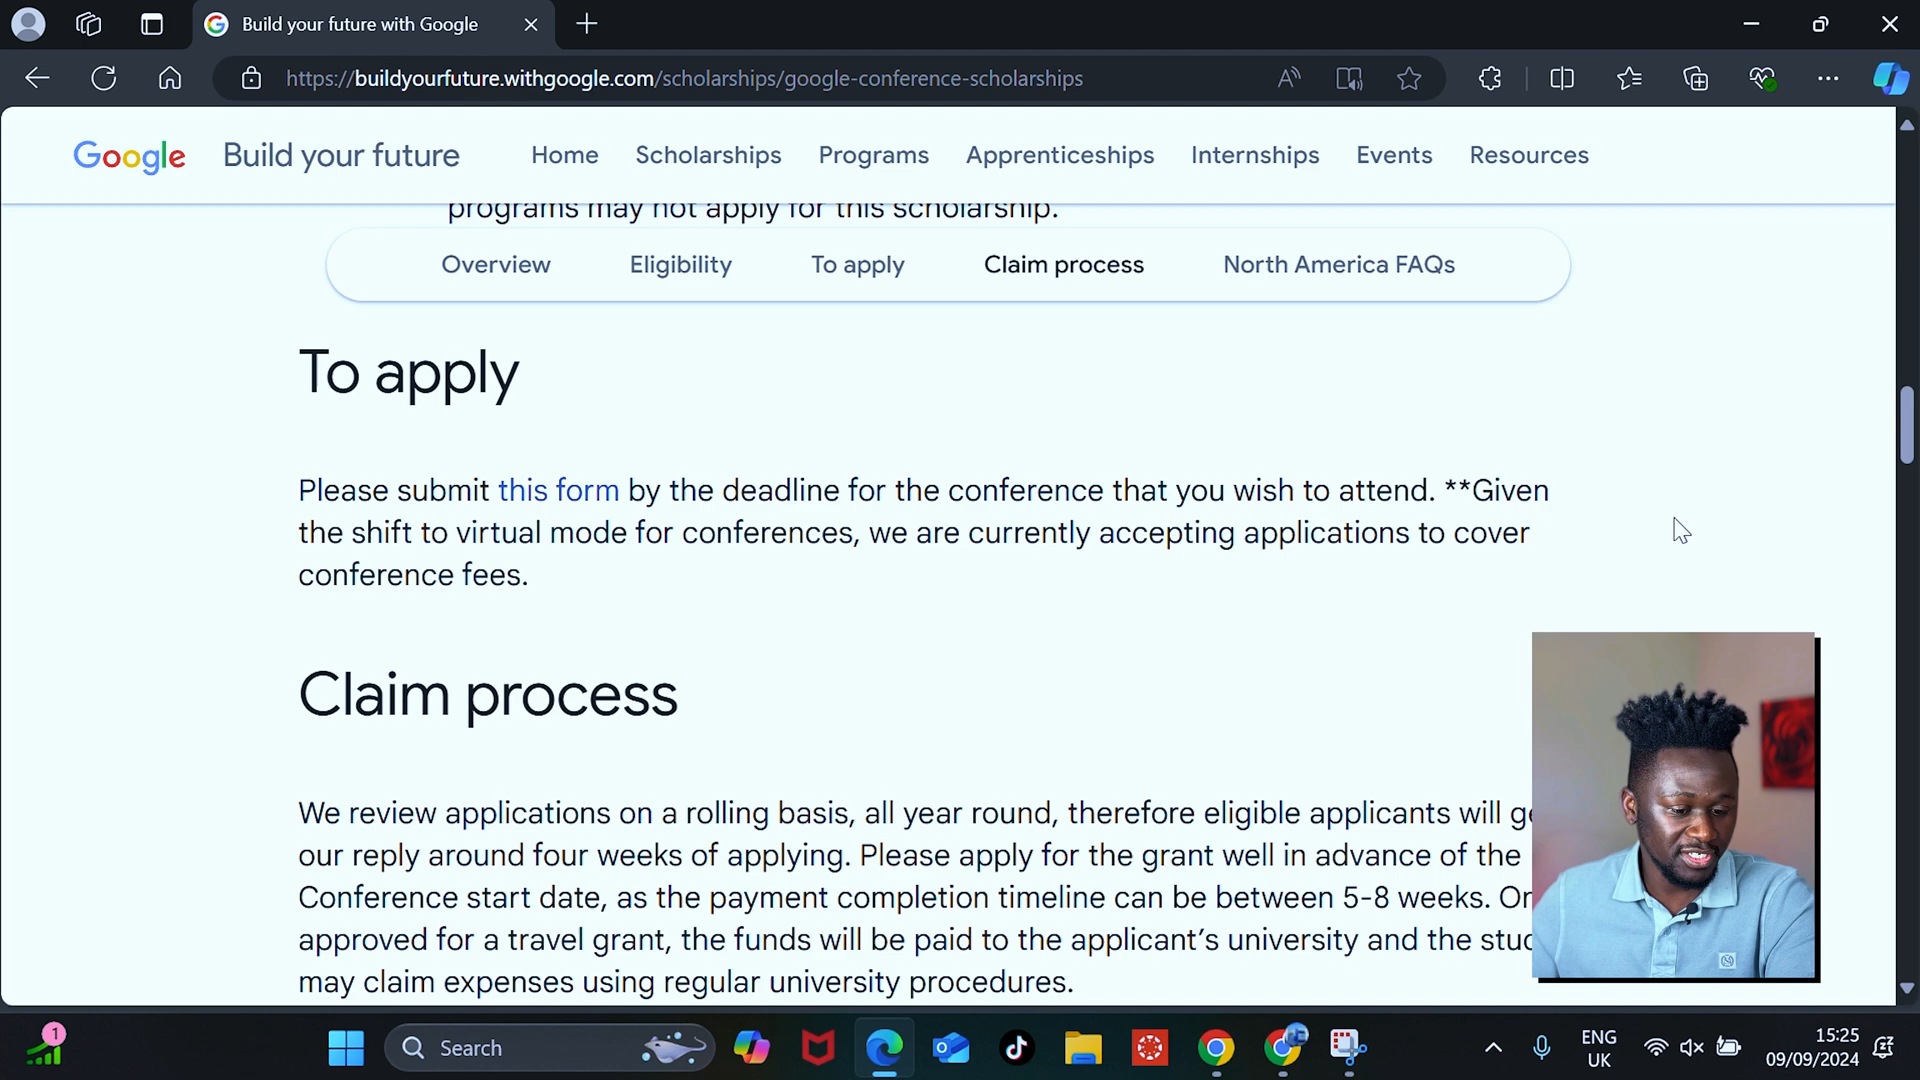 Build your future with Google
https://buildyourfuture.withgoogle.com/scholarships/google-conference-scholarships
Google Build your future Home Scholarships Programs Apprenticeships Internships Events Resources
programs may not apply for this scholarship.
Overview Eligibility To apply Claim process North America FAQs
To apply
Please submit this form by the deadline for the conference that you wish to attend. **Given
the shift to virtual mode for conferences, we are currently accepting applications to cover
conference fees.
Claim process
We review applications on a rolling basis, all year round, therefore eligible applicants will
our reply around four weeks of applying. Please apply for the grant well in advance of the
Conference start date, as the payment completion timeline can be between 5-8 weeks.
approved for a travel grant, the funds will be paid to the applicant's university and the
may claim expenses using regular university procedures.
1
Search
ENG
UK
15:25
09/09/2024